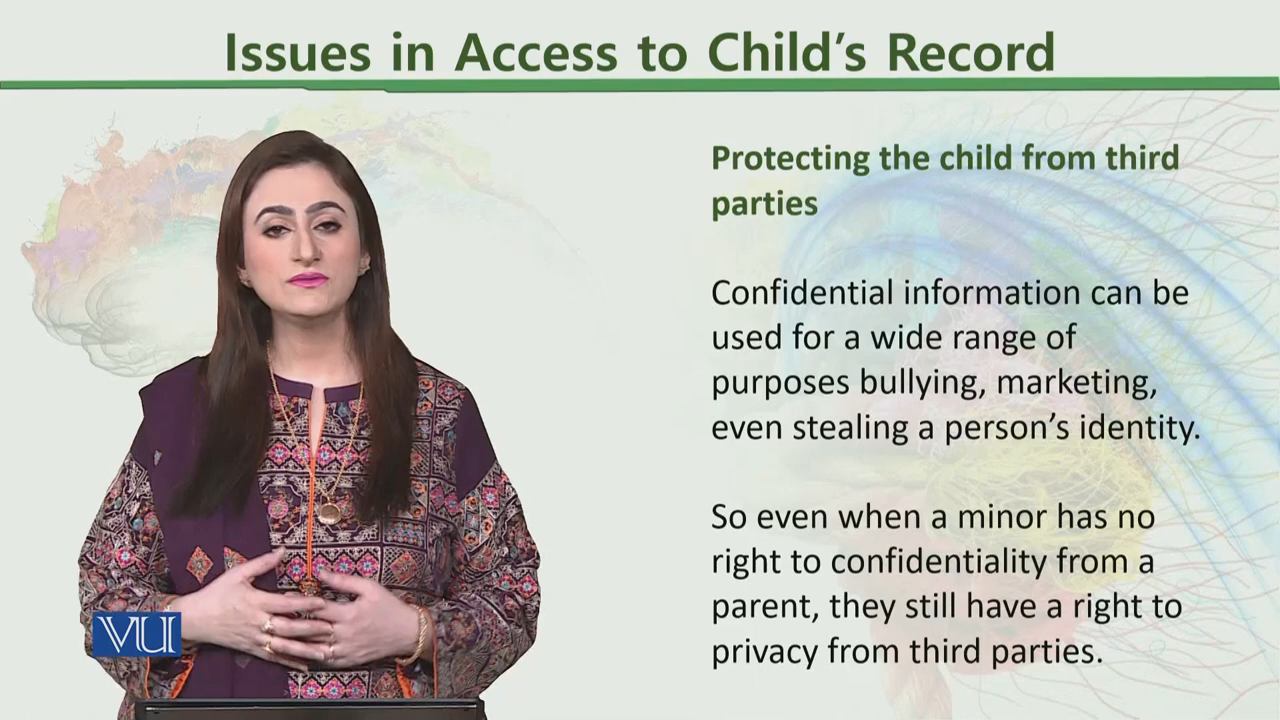 Issues in Access to Child’s Record
Protecting the child from third
parties
Confidential information can be
used for a wide range of
purposes bullying, marketing,
even stealing a person’s identity.
So even when a minor has no
right to confidentiality from a
parent, they still have a right to
privacy from third parties.
VU